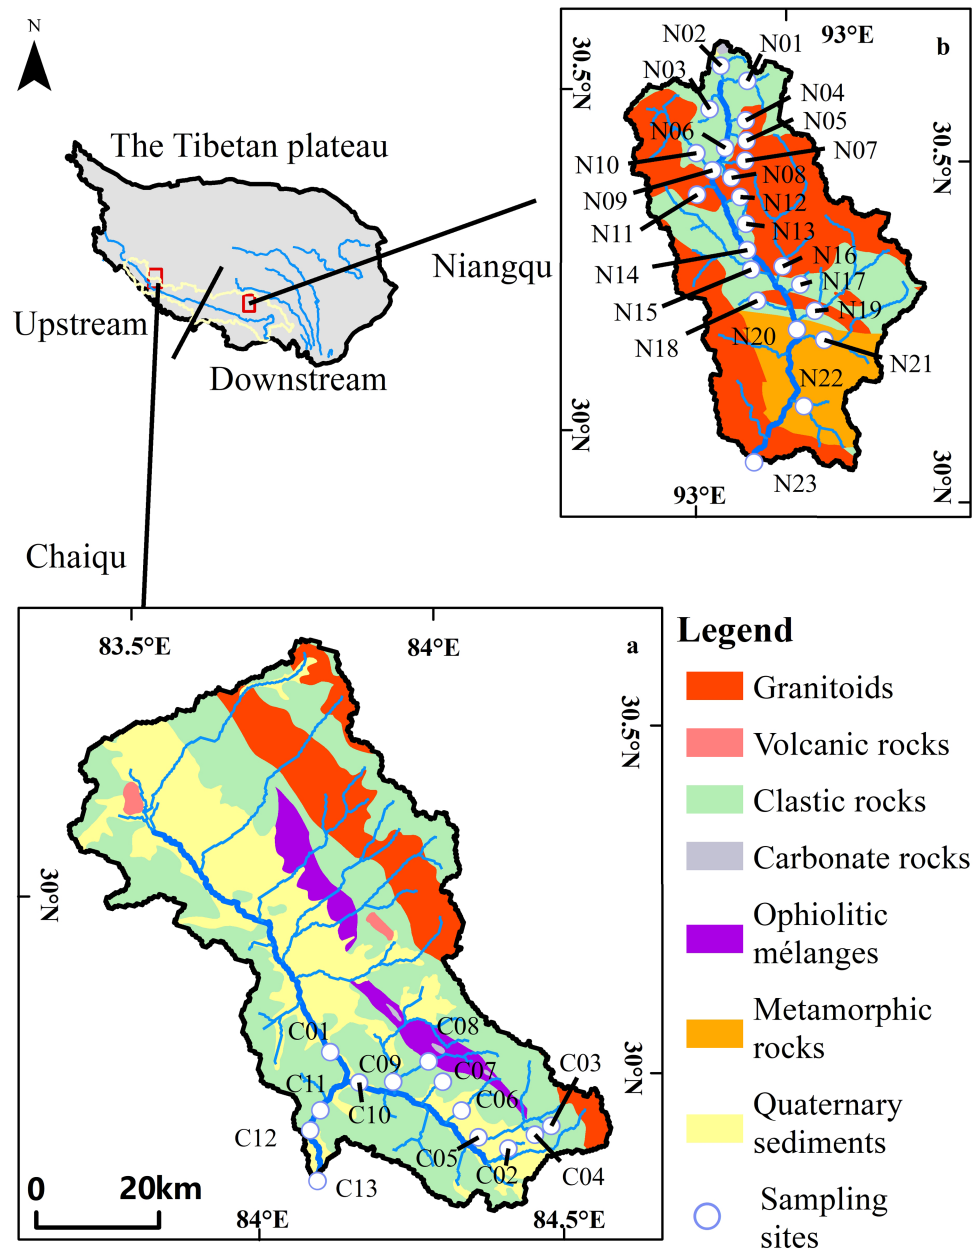 N
The Tibetan plateau
Niangqu
Upstream
Downstream
Chaiqu
93°E
b
30.5°N
30.5°N
N02
N01
N03
N04
N05
N06
N07
N10
N08
N09
N12
N11
N13
N14
N16
N17
N15
N19
N18
N20
N21
N22
30°N
30°N
N23
93°E
83.5°E
84°E
a
30.5°N
30°N
30°N
C01
C08
C09
C07
C03
C11
C10
C06
C12
C05
C02
C04
C13
0
20km
84°E
84.5°E
Legend
Granitoids
Volcanic rocks
Clastic rocks
Carbonate rocks
Ophiolitic
mélanges
Metamorphic
rocks
Quaternary
sediments
Sampling
sites